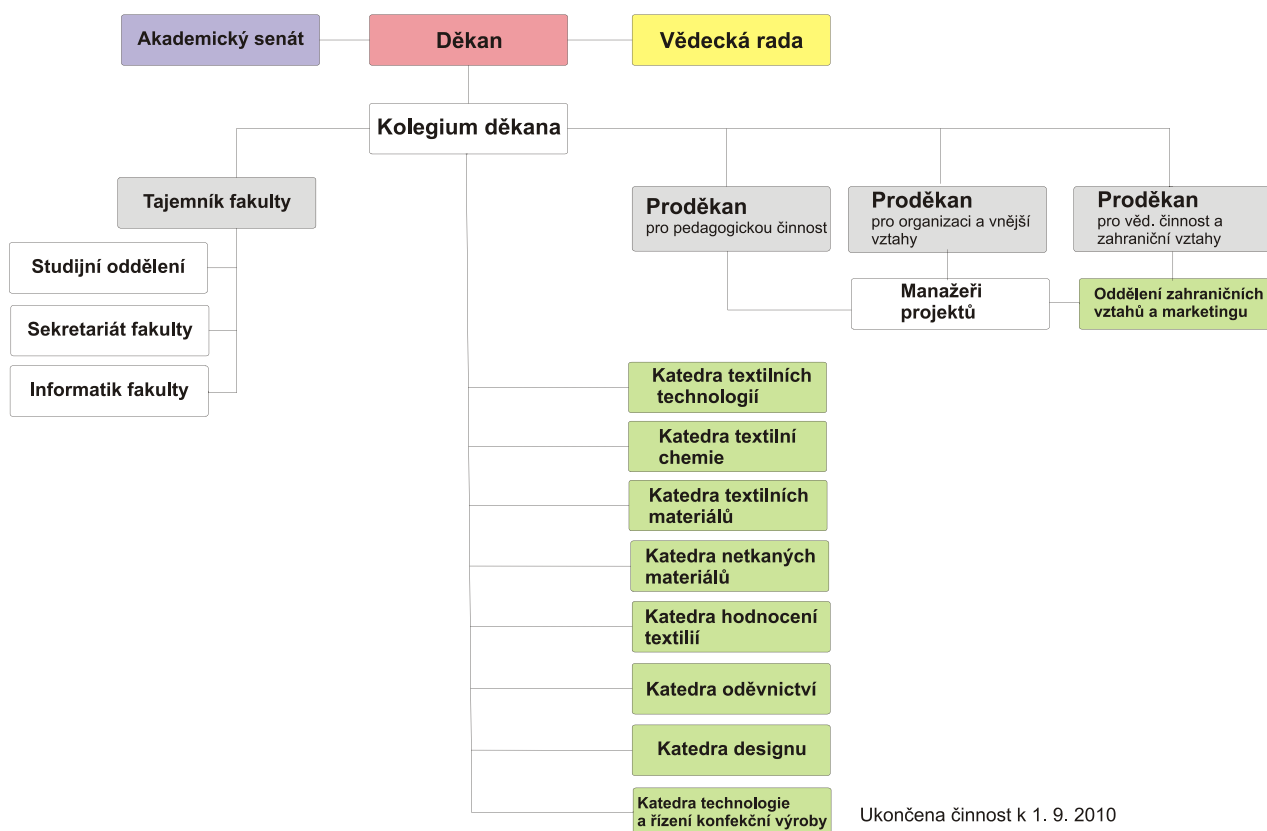 Akademický senát
Děkan
Vědecká rada
Kolegium děkana
Tajemník fakulty
Proděkan
pro pedagogickou činnost
Proděkan
pro organizaci a vnější
vztahy
Proděkan
pro věd. činnost a
zahraniční vztahy
Studijní oddělení
Sekretariát fakulty
Informatik fakulty
Manažeři
projektů
Oddělení zahraničních
vztahů a marketingu
Katedra textilních
technologií
Katedra textilní
chemie
Katedra textilních
materiálů
Katedra netkaných
materiálů
Katedra hodnocení
textilií
Katedra oděvnictví
Katedra designu
Katedra technologie
a řízení konfekční výroby
Ukončena činnost k 1. 9. 2010